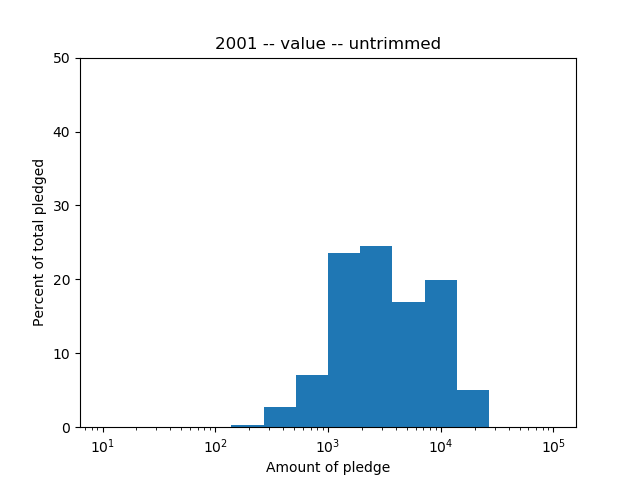 2001 -- value -- untrimmed
50
40
30
20
10
0
Percent of total pledged
10¹ 10² 10³ 10⁴ 10⁵
Amount of pledge